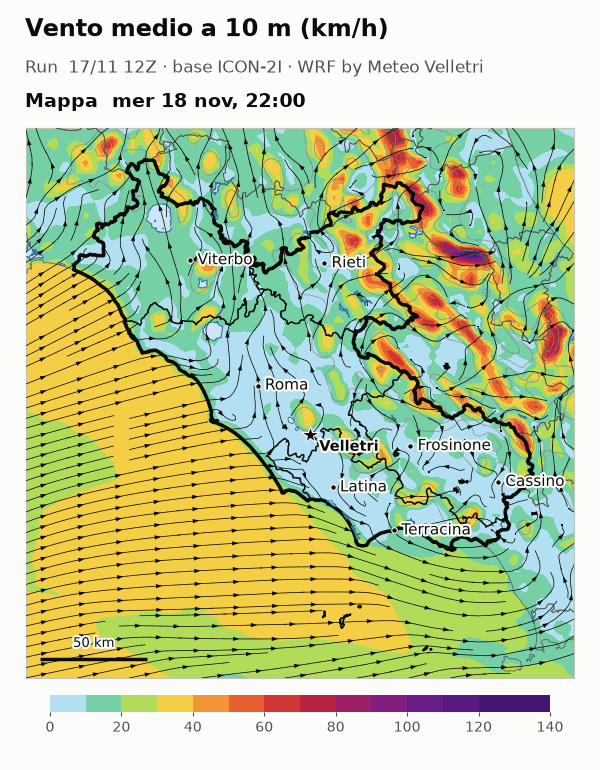 Vento medio a 10 m (km/h)
Run  17/11 12Z · base ICON-2I · WRF by Meteo Velletri
Mappa  mer 18 nov, 22:00
Viterbo
Rieti
Roma
Velletri
Frosinone
Latina
Cassino
Terracina
50 km
0 20 40 60 80 100 120 140